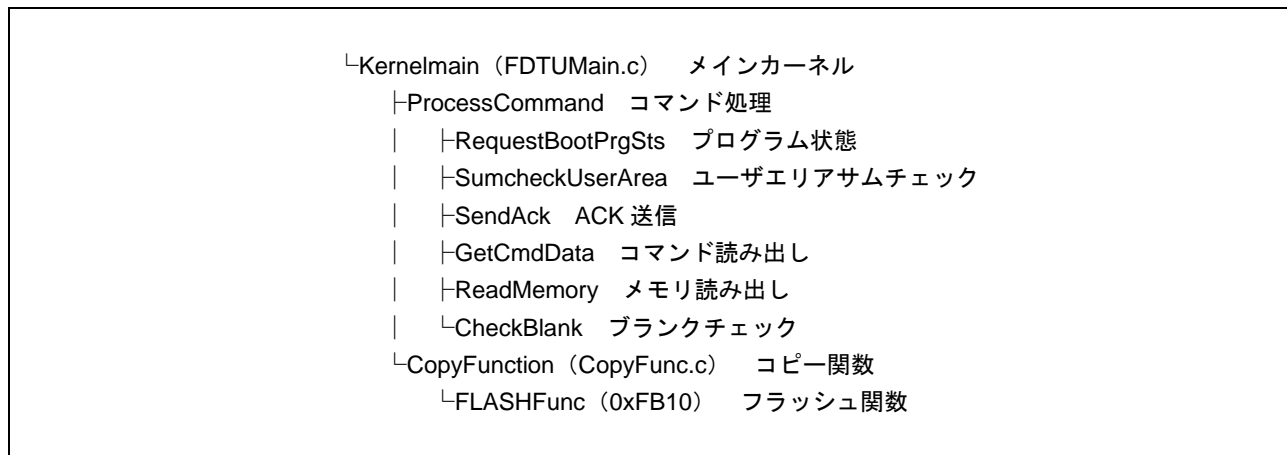 └Kernelmain（FDTUMain.c）　メインカーネル
├ProcessCommand　コマンド処理
│　├RequestBootPrgSts　プログラム状態
│　├SumcheckUserArea　ユーザエリアサムチェック
│　├SendAck　ACK 送信
│　├GetCmdData　コマンド読み出し
│　├ReadMemory　メモリ読み出し
│　└CheckBlank　ブランクチェック
└CopyFunction（CopyFunc.c）　コピー関数
└FLASHFunc（0xFB10）　フラッシュ関数